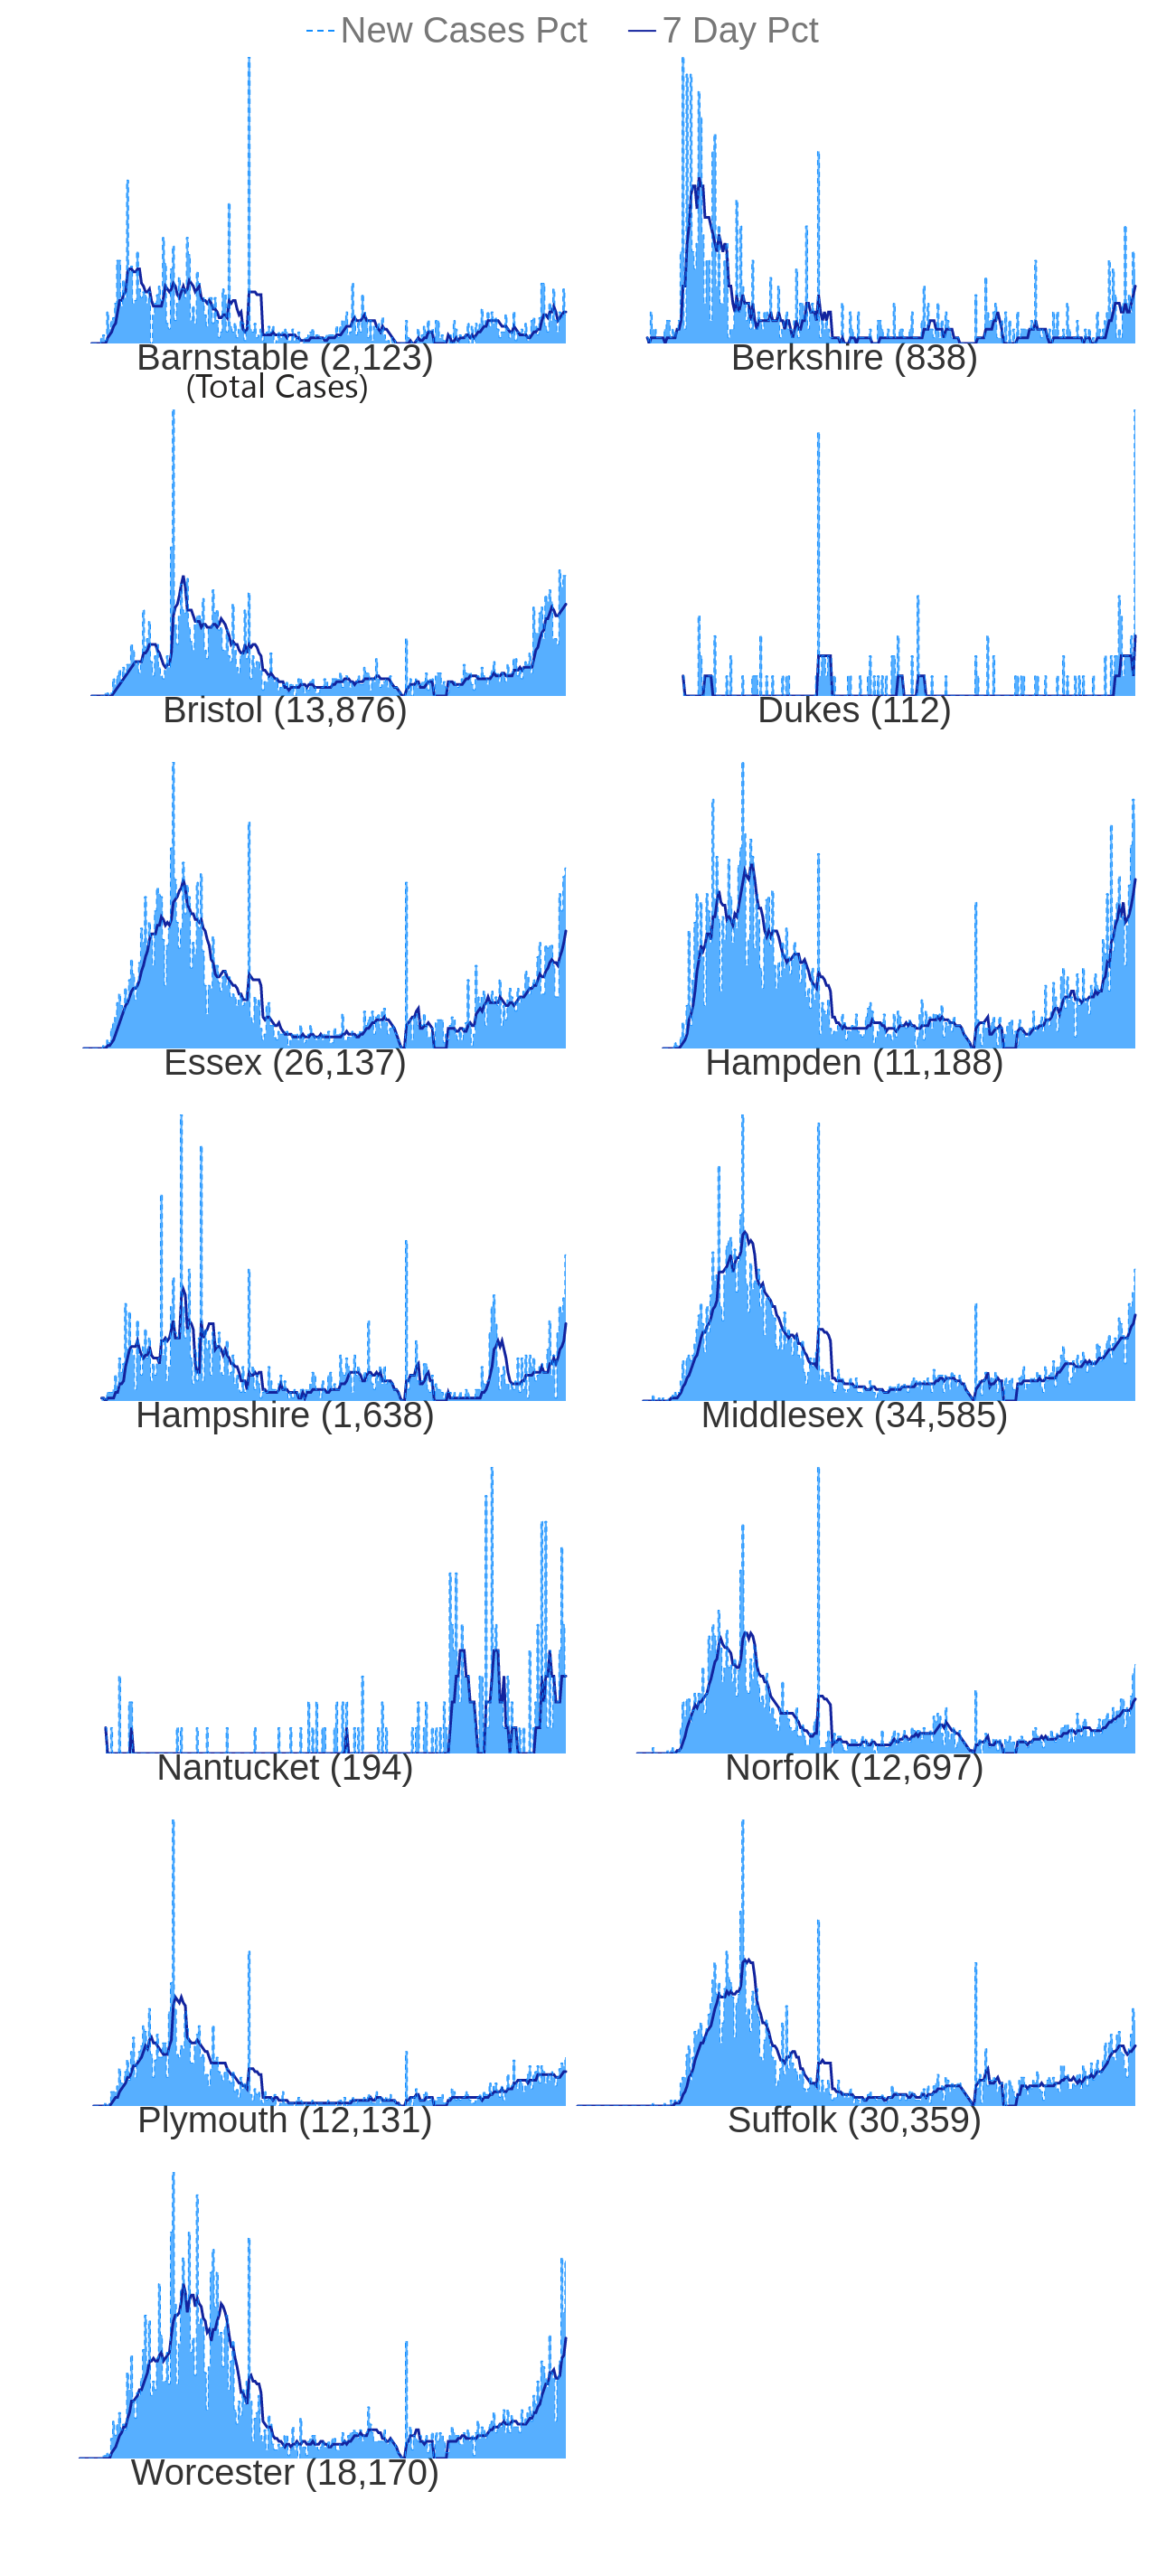 New Cases Pct 7 Day Pct
Barnstable (2,123) Berkshire (838)
(Total Cases)
Bristol (13,876) Dukes (112)
Essex (26,137) Hampden (11,188)
Hampshire (1,638) Middlesex (34,585)
Nantucket (194) Norfolk (12,697)
Plymouth (12,131) Suffolk (30,359)
Worcester (18,170)